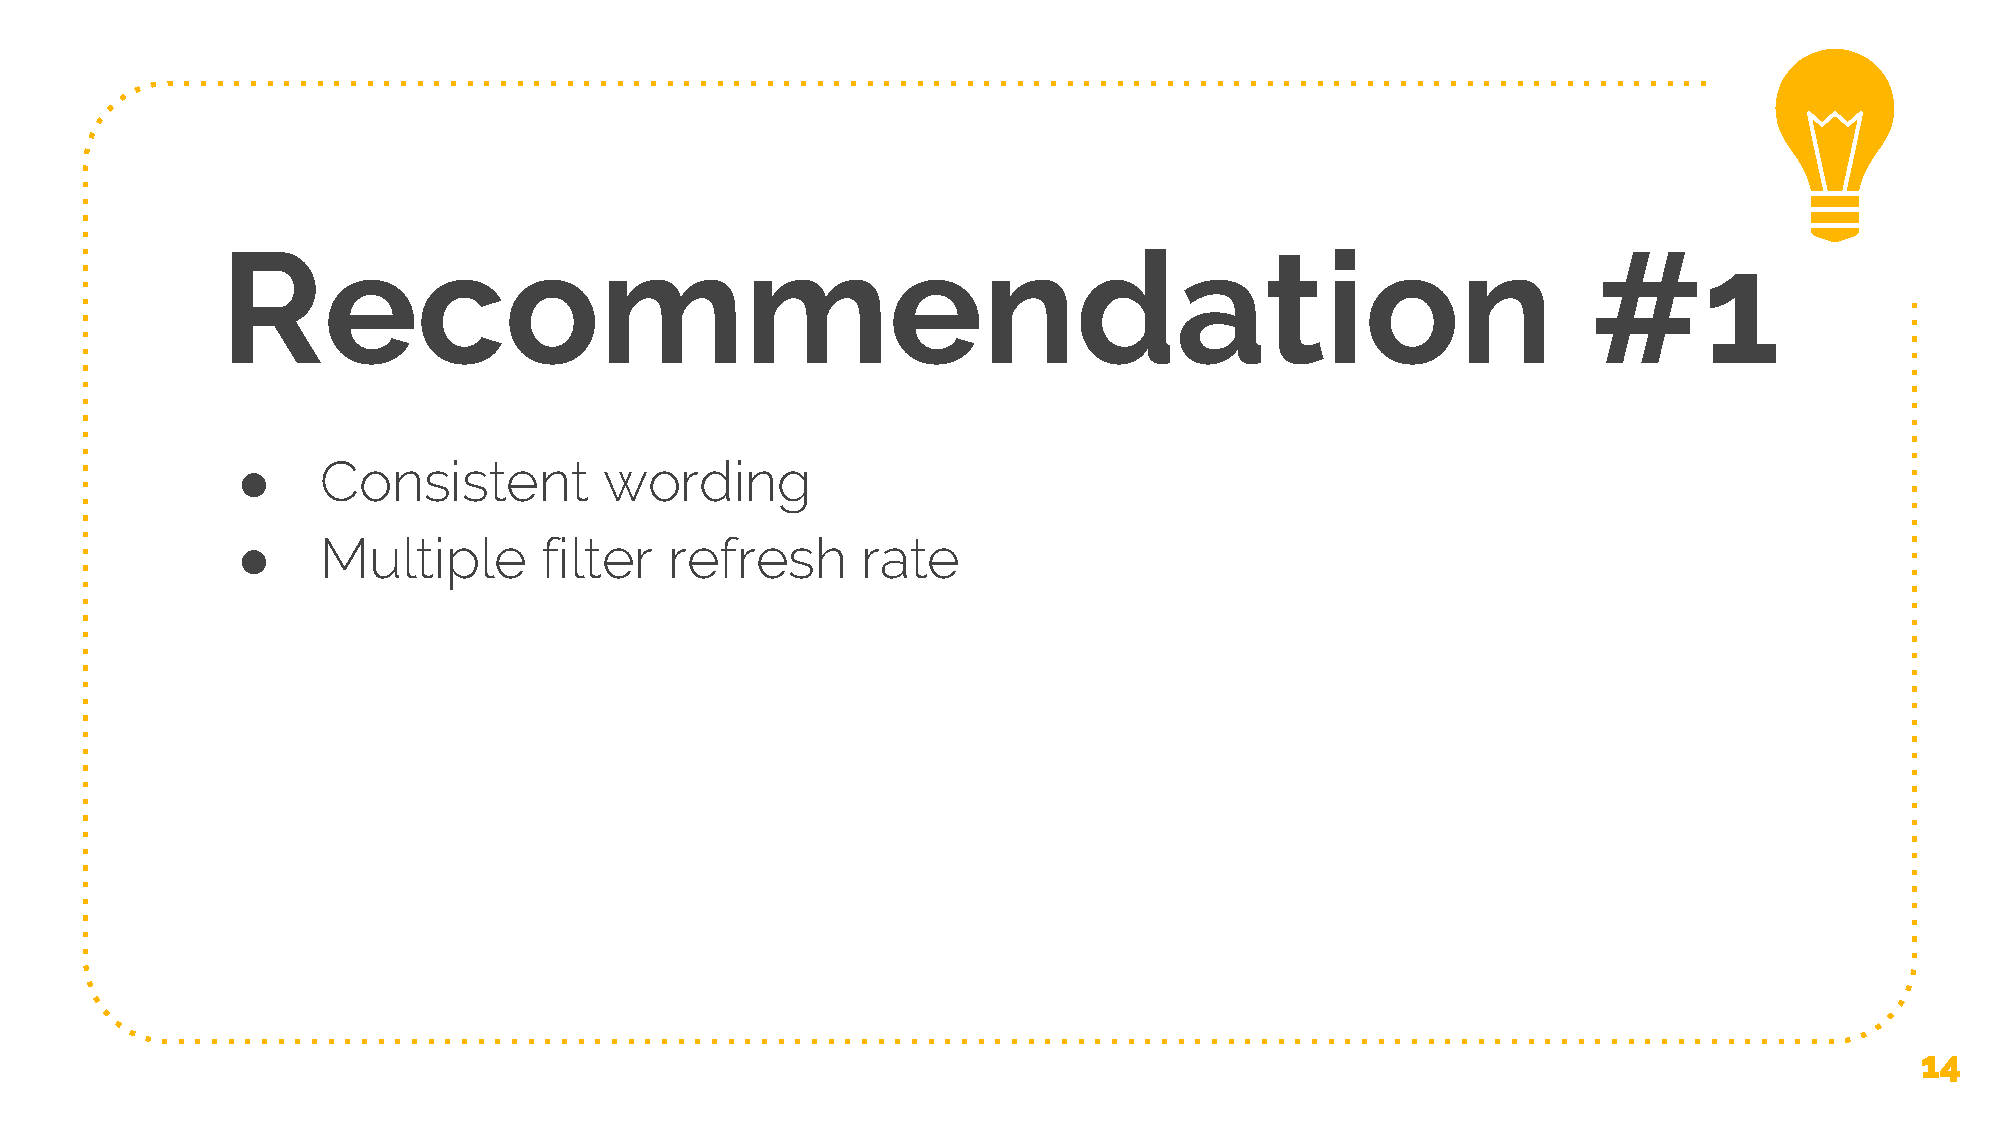 Recommendation #1
● Consistent wording
● Multiple filter refresh rate
14